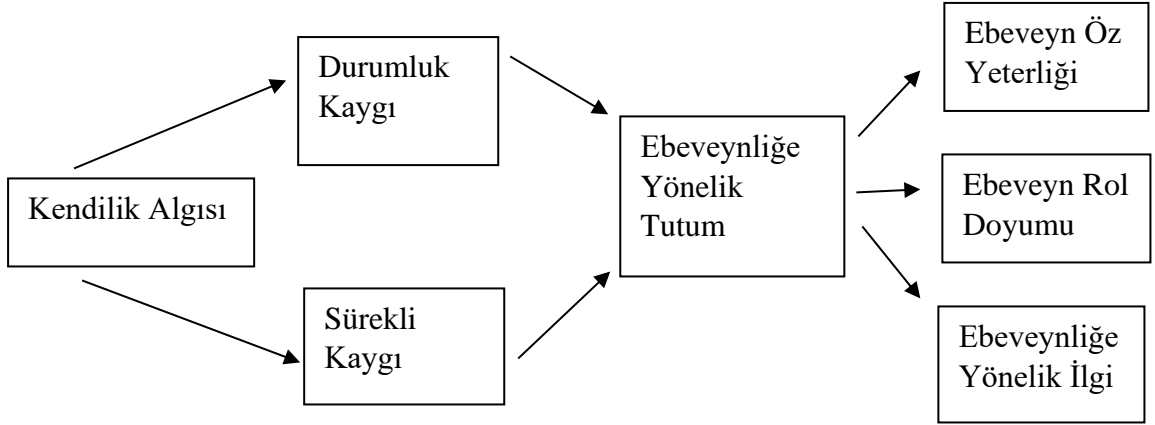 Kendilik Algısı
Durumluk
Kaygı
Sürekli
Kaygı
Ebeveynliğe
Yönelik
Tutum
Ebeveyn Öz
Yeterliği
Ebeveyn Rol
Doyumu
Ebeveynliğe
Yönelik İlgi